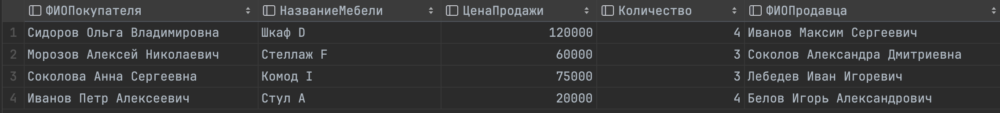 ФИОПокупателя НазваниеМебели ЦенаПродажи Количество ФИОПродавца
1 Сидоров Ольга Владимировна Шкаф D 120000 4 Иванов Максим Сергеевич
2 Морозов Алексей Николаевич Стеллаж F 60000 3 Соколов Александра Дмитриевна
3 Соколова Анна Сергеевна Комод I 75000 3 Лебедев Иван Игоревич
4 Иванов Петр Алексеевич Стул A 20000 4 Белов Игорь Александрович